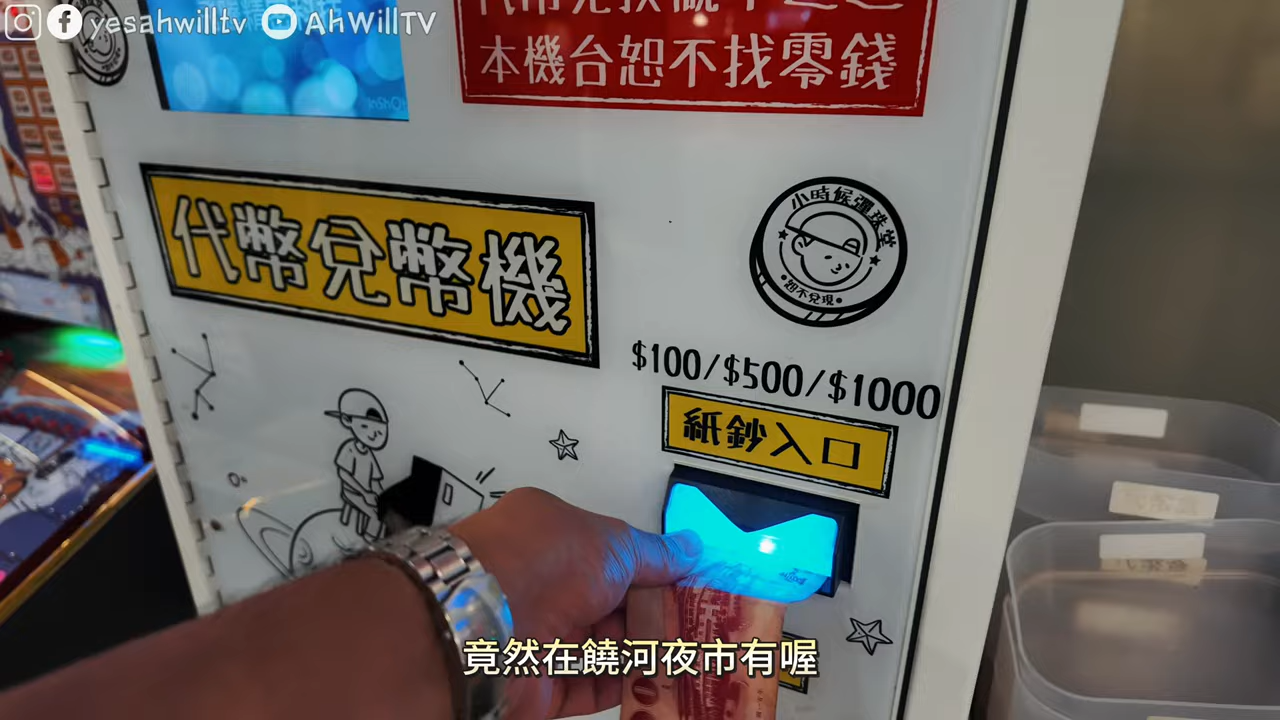 yesahwilltv AhWillTV
本機台恕不找零錢
代幣兌幣機
小時候彈珠堂
恕不兌現
$100/$500/$1000
紙鈔入口
竟然在饒河夜市有喔